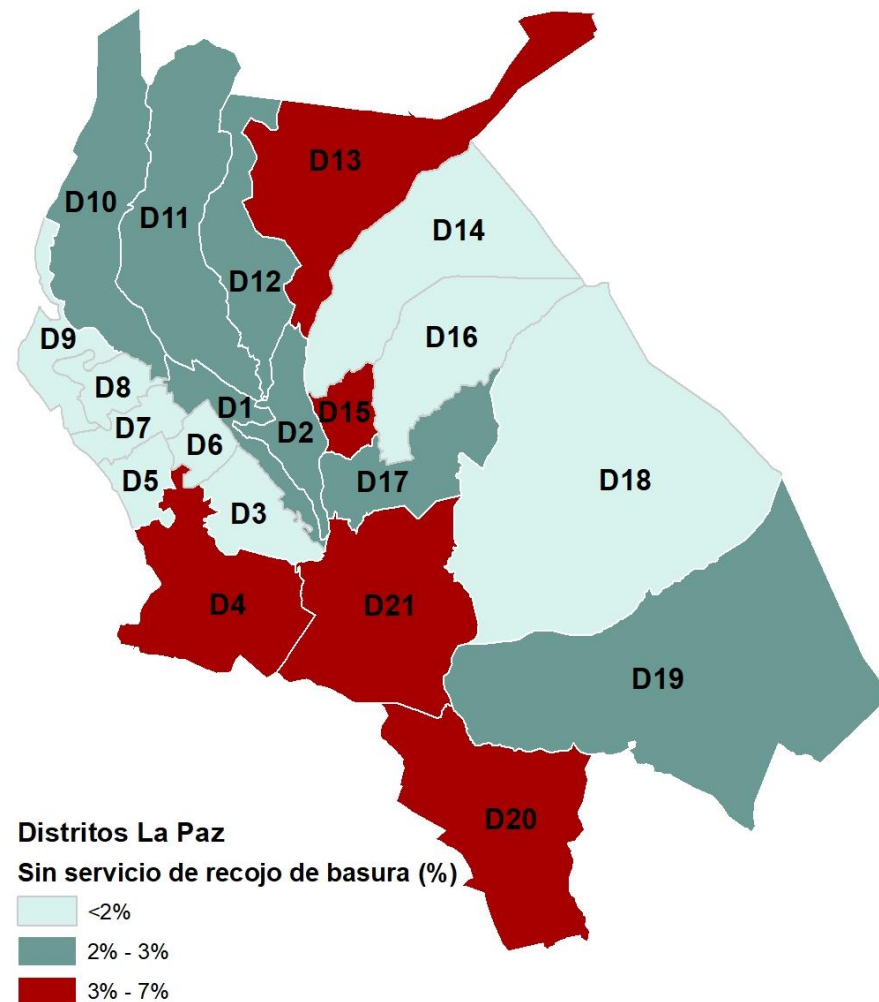 D13
D10
D11
D14
D12
D16
D9
D8
D1
D15
D2
D7
D6
D5
D17
D18
D3
D4
D21
D19
D20
Distritos La Paz
Sin servicio de recojo de basura (%)
<2%
2% - 3%
3% - 7%